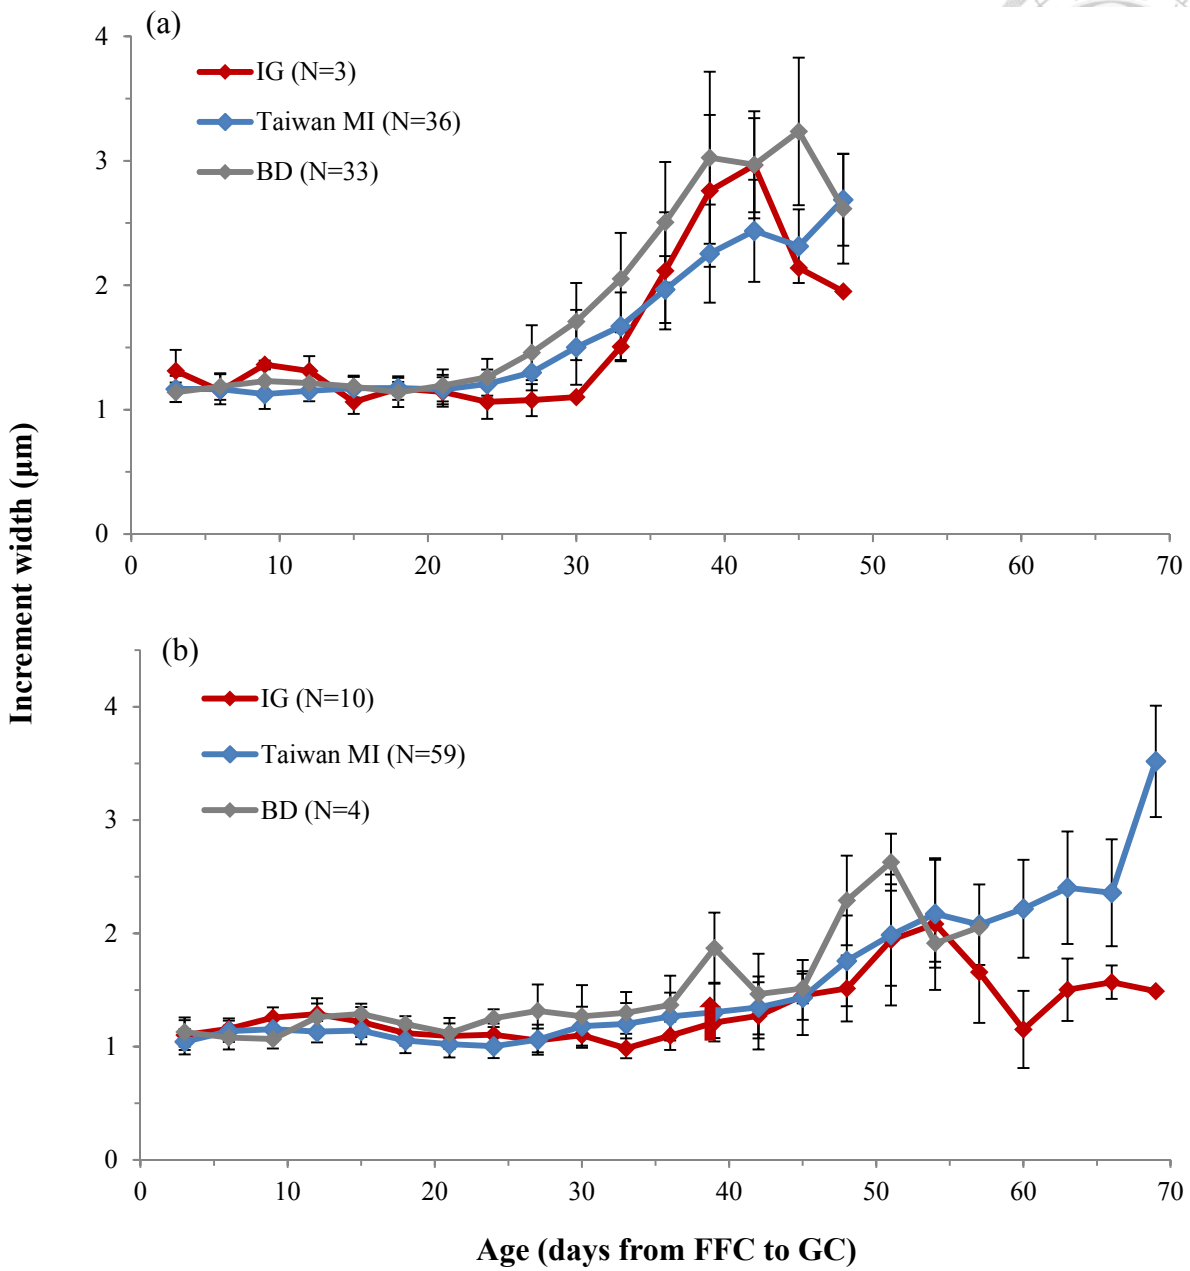 (a)
IG (N=3)
Taiwan MI (N=36)
BD (N=33)
4
3
2
1
0
0 10 20 30 40 50 60 70
Increment width (µm)
(b)
IG (N=10)
Taiwan MI (N=59)
BD (N=4)
4
3
2
1
0
0 10 20 30 40 50 60 70
Age (days from FFC to GC)